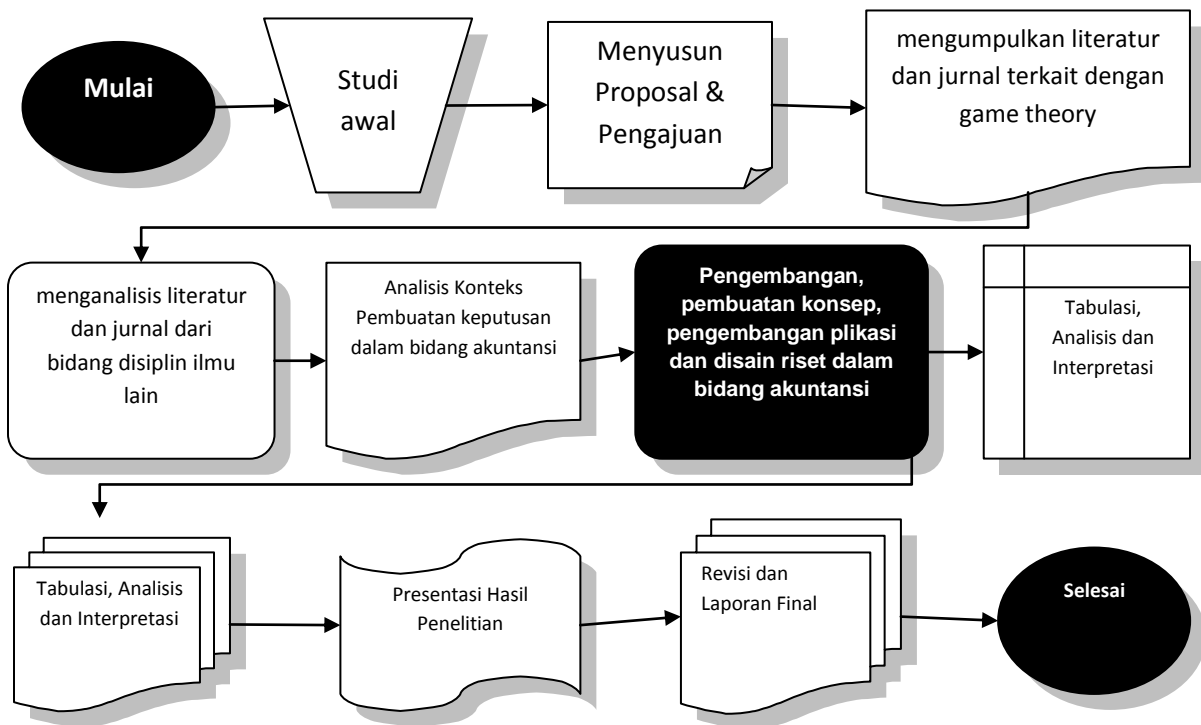 Mulai
Studi
awal
Menyusun
Proposal &
Pengajuan
mengumpulkan literatur
dan jurnal terkait dengan
game theory
menganalisis literatur
dan jurnal dari
bidang disiplin ilmu
lain
Analisis Konteks
Pembuatan keputusan
dalam bidang akuntansi
Pengembangan,
pembuatan konsep,
pengembangan plikasi
dan disain riset dalam
bidang akuntansi
Tabulasi,
Analisis dan
Interpretasi
Tabulasi, Analisis
dan Interpretasi
Presentasi Hasil
Penelitian
Revisi dan
Laporan Final
Selesai